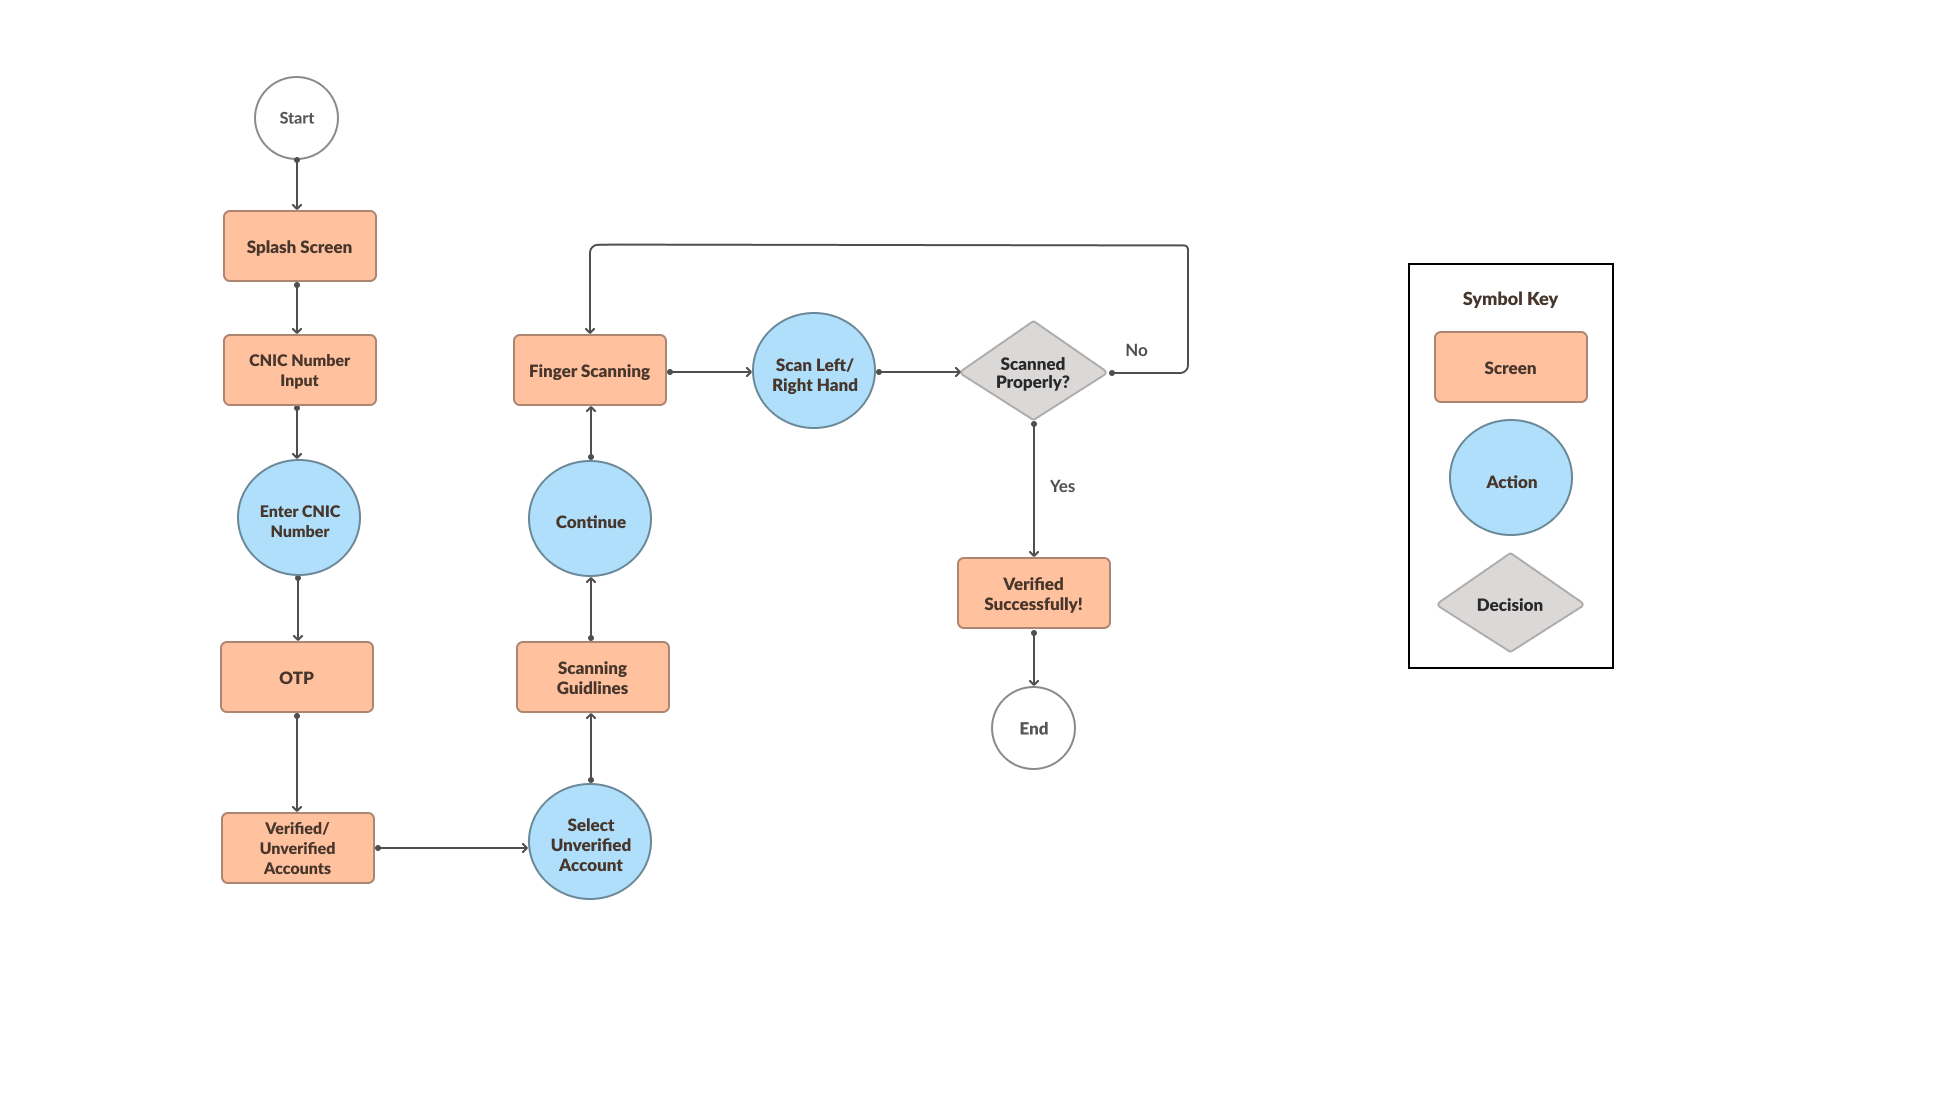 Start
Splash Screen
CNIC Number
Input
Enter CNIC
Number
OTP
Verified/
Unverified
Accounts
Select
Unverified
Account
Scanning
Guidlines
Continue
Finger Scanning
Scan Left/
Right Hand
Scanned
Properly?
No
Yes
Verified
Successfully!
End
Symbol Key
Screen
Action
Decision